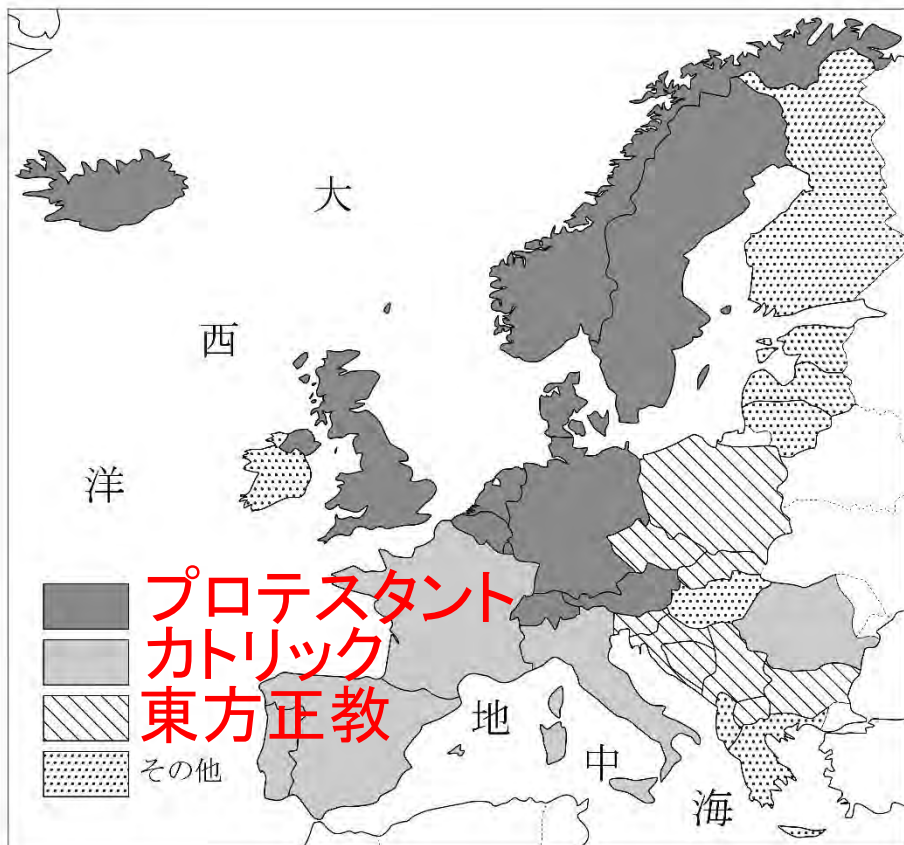 大
西
洋
プロテスタント
カトリック
東方正教
その他
地
中
海